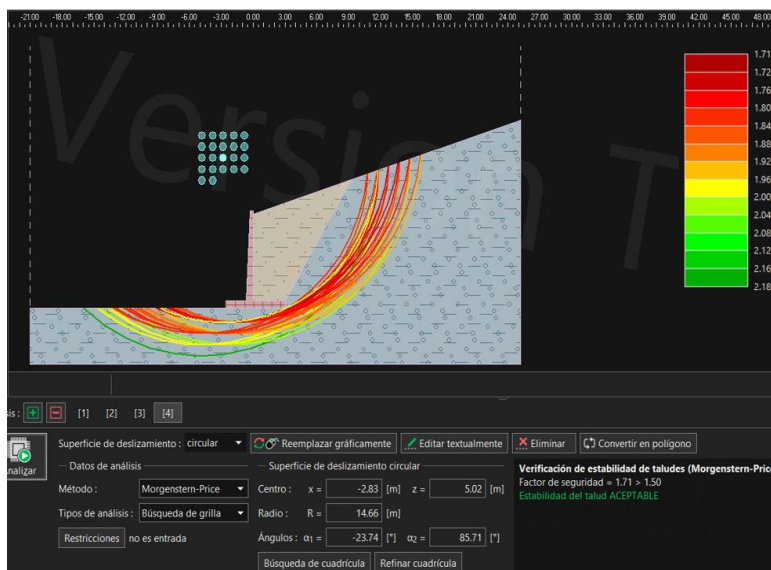 -21.00 -18.00 -15.00 -12.00 -9.00 -6.00 -3.00 0.00 3.00 6.00 9.00 12.00 15.00 18.00 21.00 24.00 27.00 30.00 33.00 36.00 39.00 42.00 45.00 48.00
Version T
1.71
1.72
1.76
1.80
1.84
1.88
1.92
1.96
2.00
2.04
2.08
2.12
2.16
2.18
sis : [1] [2] [3] [4]
Analizar
Superficie de deslizamiento : circular Reemplazar gráficamente Editar textualmente Eliminar Convertir en polígono
Datos de análisis Superficie de deslizamiento circular
Método : Morgenstern-Price Centro : x = -2.83 [m] z = 5.02 [m]
Tipos de análisis : Búsqueda de grilla Radio : R = 14.66 [m]
Restricciones no es entrada Ángulos : α1 = -23.74 [°] α2 = 85.71 [°]
Búsqueda de cuadrícula Refinar cuadrícula
Verificación de estabilidad de taludes (Morgenstern-Price
Factor de seguridad = 1.71 > 1.50
Estabilidad del talud ACEPTABLE